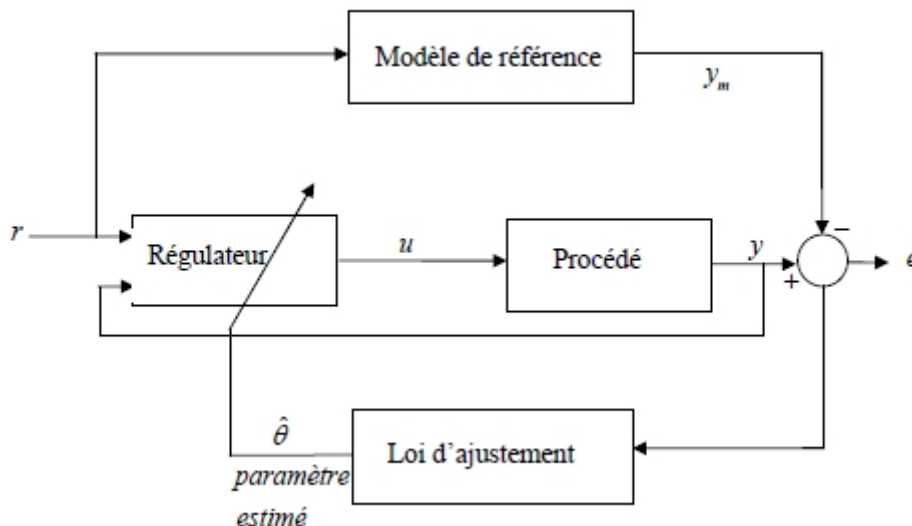 Modèle de référence
y_m
−
r
Régulateur
u
Procédé
y
+
e
Loi d'ajustement
θ̂
paramètre
estimé